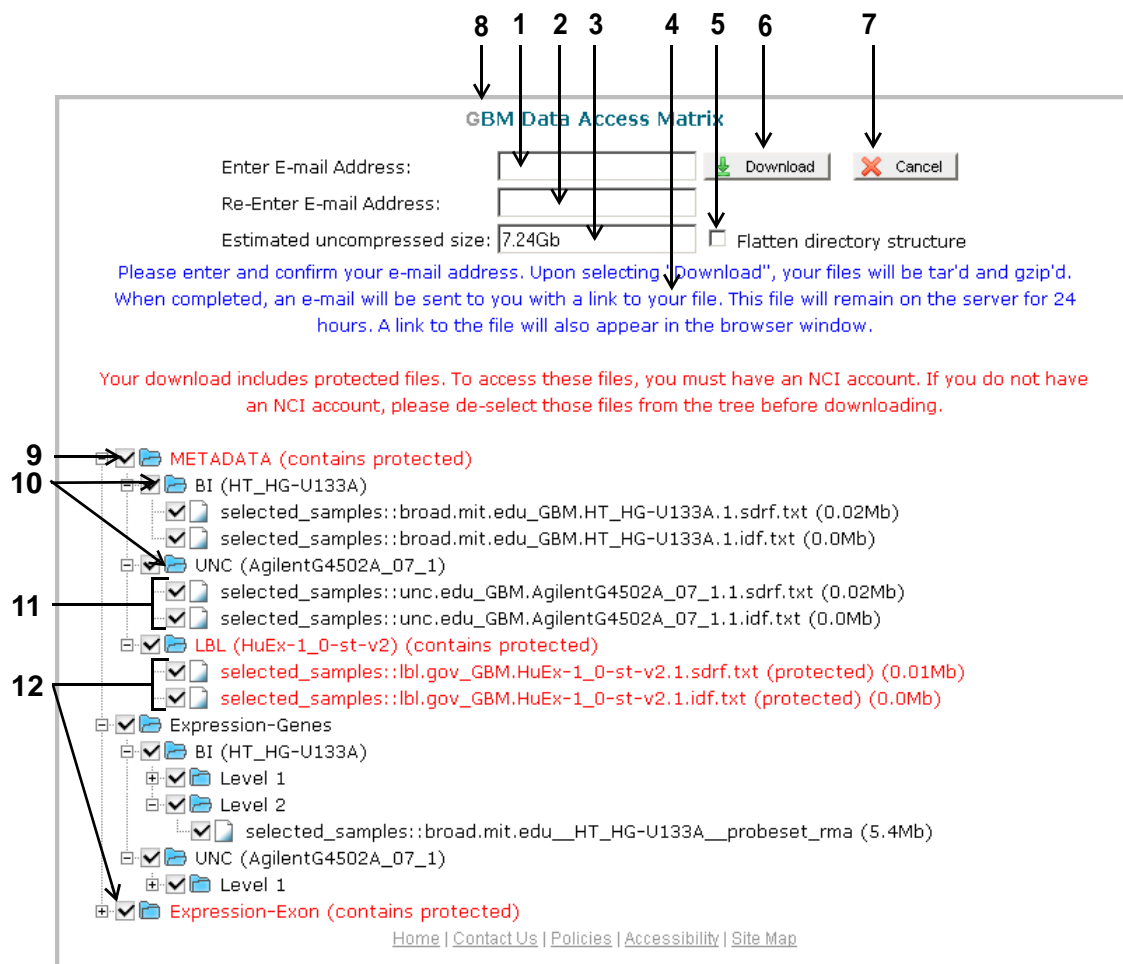 8 1 2 3 4 5 6 7
GBM Data Access Matrix
Enter E-mail Address: Download Cancel
Re-Enter E-mail Address:
Estimated uncompressed size: 7.24Gb Flatten directory structure
Please enter and confirm your e-mail address. Upon selecting "Download", your files will be tar'd and gzip'd.
When completed, an e-mail will be sent to you with a link to your file. This file will remain on the server for 24
hours. A link to the file will also appear in the browser window.
Your download includes protected files. To access these files, you must have an NCI account. If you do not have
an NCI account, please de-select those files from the tree before downloading.
9 METADATA (contains protected)
10 BI (HT_HG-U133A)
selected_samples::broad.mit.edu_GBM.HT_HG-U133A.1.sdrf.txt (0.02Mb)
selected_samples::broad.mit.edu_GBM.HT_HG-U133A.1.idf.txt (0.0Mb)
UNC (AgilentG4502A_07_1)
11 selected_samples::unc.edu_GBM.AgilentG4502A_07_1.1.sdrf.txt (0.02Mb)
selected_samples::unc.edu_GBM.AgilentG4502A_07_1.1.idf.txt (0.0Mb)
LBL (HuEx-1_0-st-v2) (contains protected)
12 selected_samples::lbl.gov_GBM.HuEx-1_0-st-v2.1.sdrf.txt (protected) (0.01Mb)
selected_samples::lbl.gov_GBM.HuEx-1_0-st-v2.1.idf.txt (protected) (0.0Mb)
Expression-Genes
BI (HT_HG-U133A)
Level 1
Level 2
selected_samples::broad.mit.edu__HT_HG-U133A__probeset_rma (5.4Mb)
UNC (AgilentG4502A_07_1)
Level 1
Expression-Exon (contains protected)
Home | Contact Us | Policies | Accessibility | Site Map